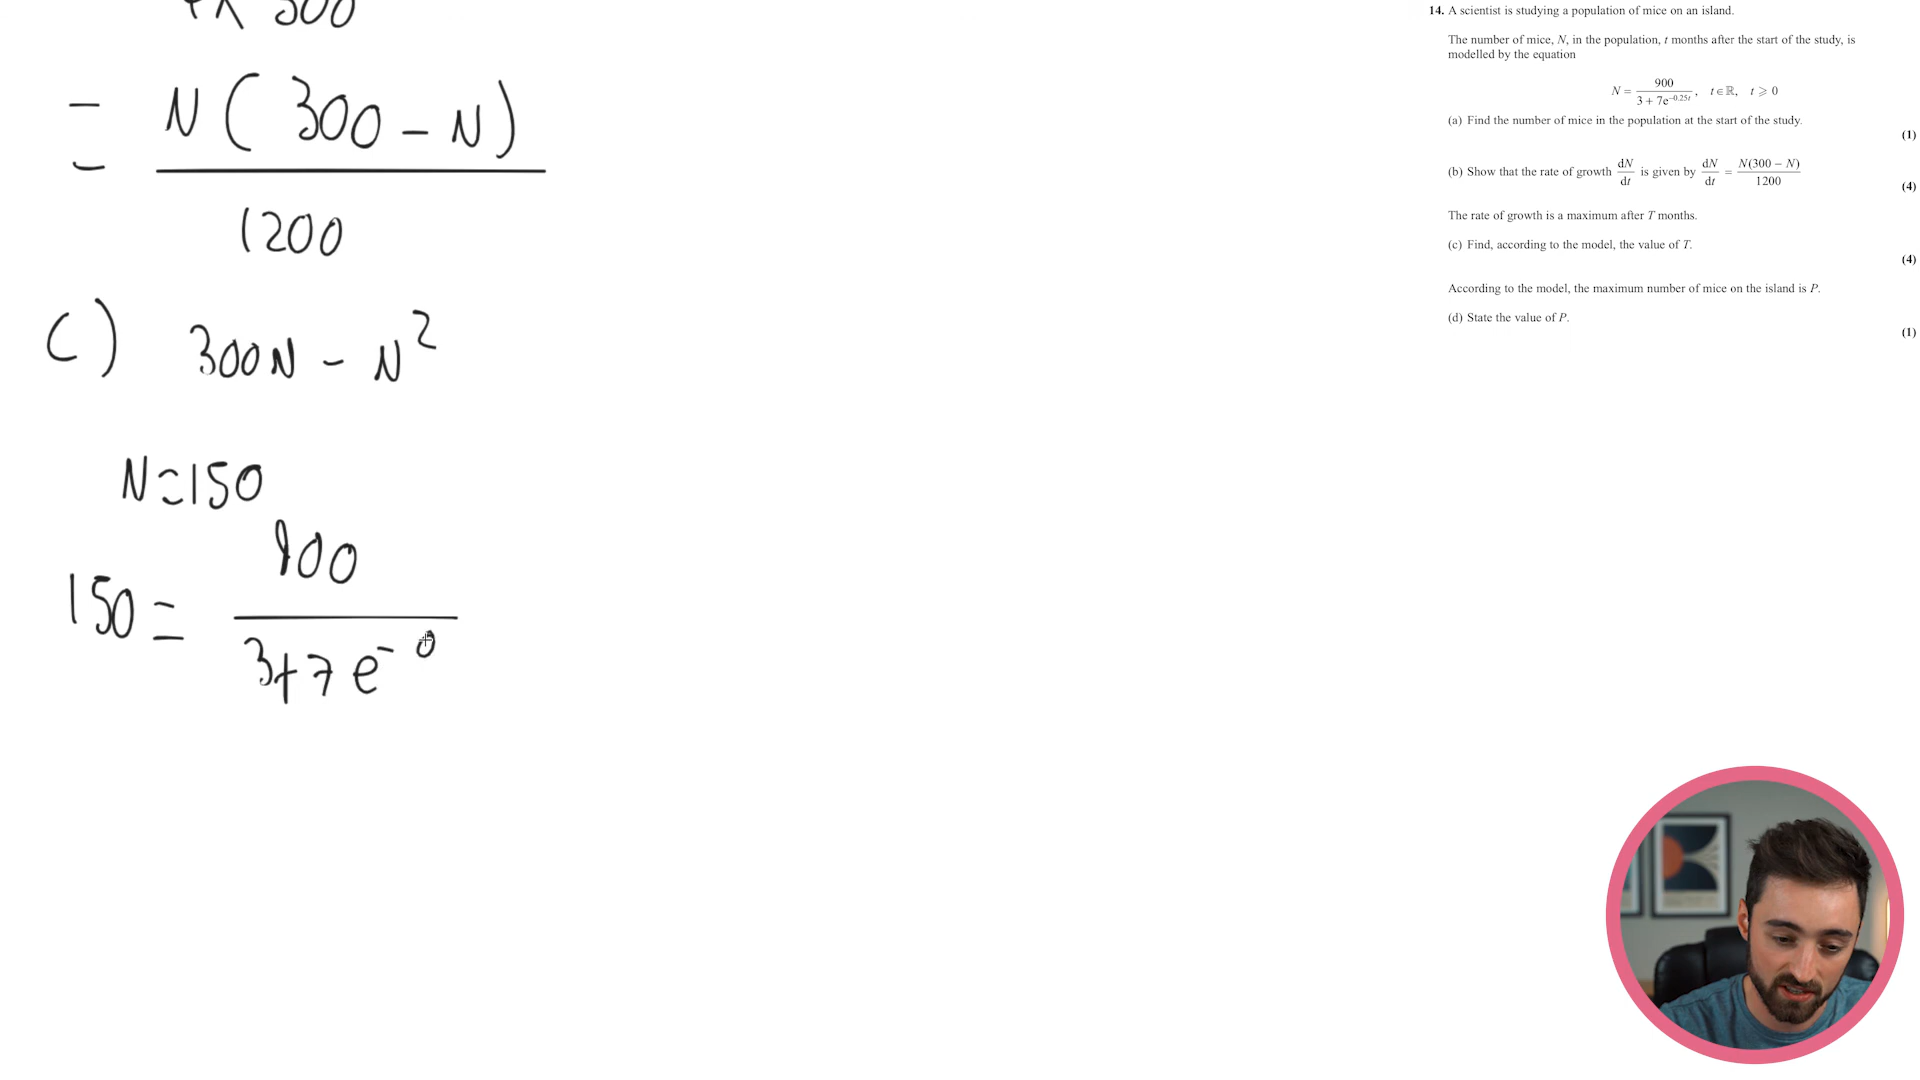 = N(300 - N)
1200
c) 300N - N²
N=150
150 = 900
3+7e^-0
14. A scientist is studying a population of mice on an island.
The number of mice, N, in the population, t months after the start of the study, is
modelled by the equation
N = 900 / (3 + 7e^-0.25t), t ∈ ℝ, t ⩾ 0
(a) Find the number of mice in the population at the start of the study.
(1)
(b) Show that the rate of growth dN/dt is given by dN/dt = N(300 – N)/1200
(4)
The rate of growth is a maximum after T months.
(c) Find, according to the model, the value of T.
(4)
According to the model, the maximum number of mice on the island is P.
(d) State the value of P.
(1)